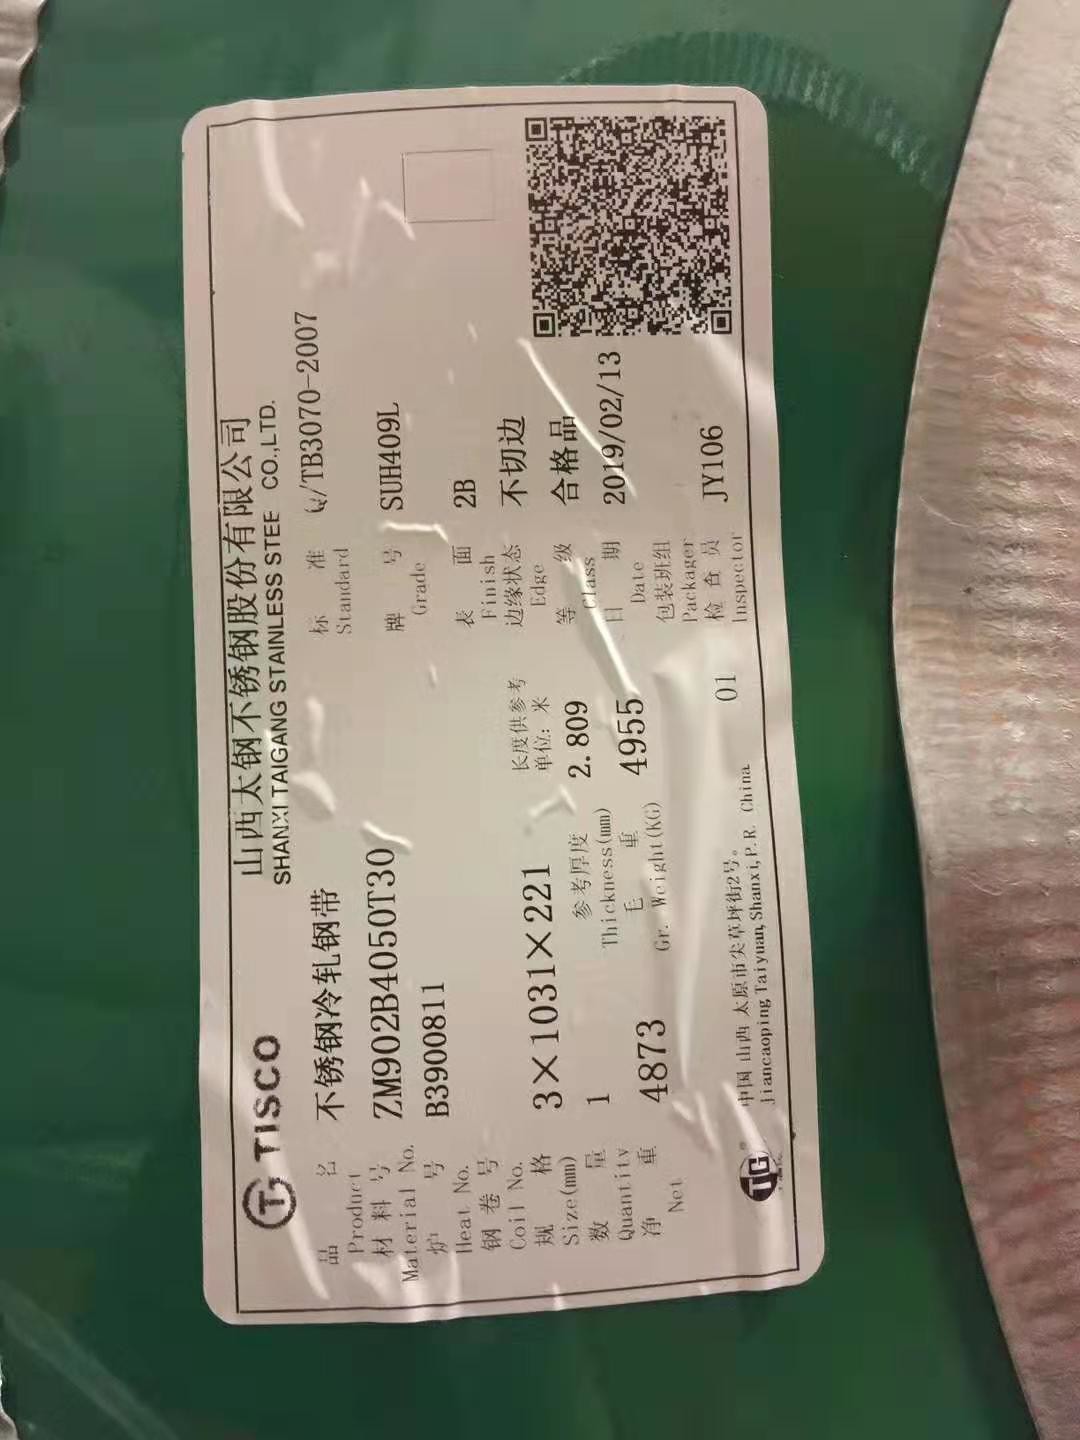 TISCO
山西太钢不锈钢股份有限公司
SHANXI TAIGANG STAINLESS STEE CO.,LTD.
品 名 不锈钢冷轧钢带 标 准 Q/TB3070-2007
Product Standard
材 料 号 ZM902B4050T30 牌 号 SUH409L
Material No. Grade
炉 号 B3900811 表 面 2B
Heat No. Finish
钢 卷 号 长度供参考 边缘状态 不切边
Coil No. 单位: 米 Edge
规 格 3×1031×221 参考厚度 2.809 等 级 合格品
Size(mm) Thickness(mm) Class
数 量 1 毛 重 4955 日 期 2019/02/13
Quantity Gr. Weight(KG) Date
净 重 4873 包装班组
Net Packager
检 查 员 JY106
Inspector
01
TG
中国 山西 太原市尖草坪街2号。
Jiancaoping Taiyuan, Shanxi, P.R. China